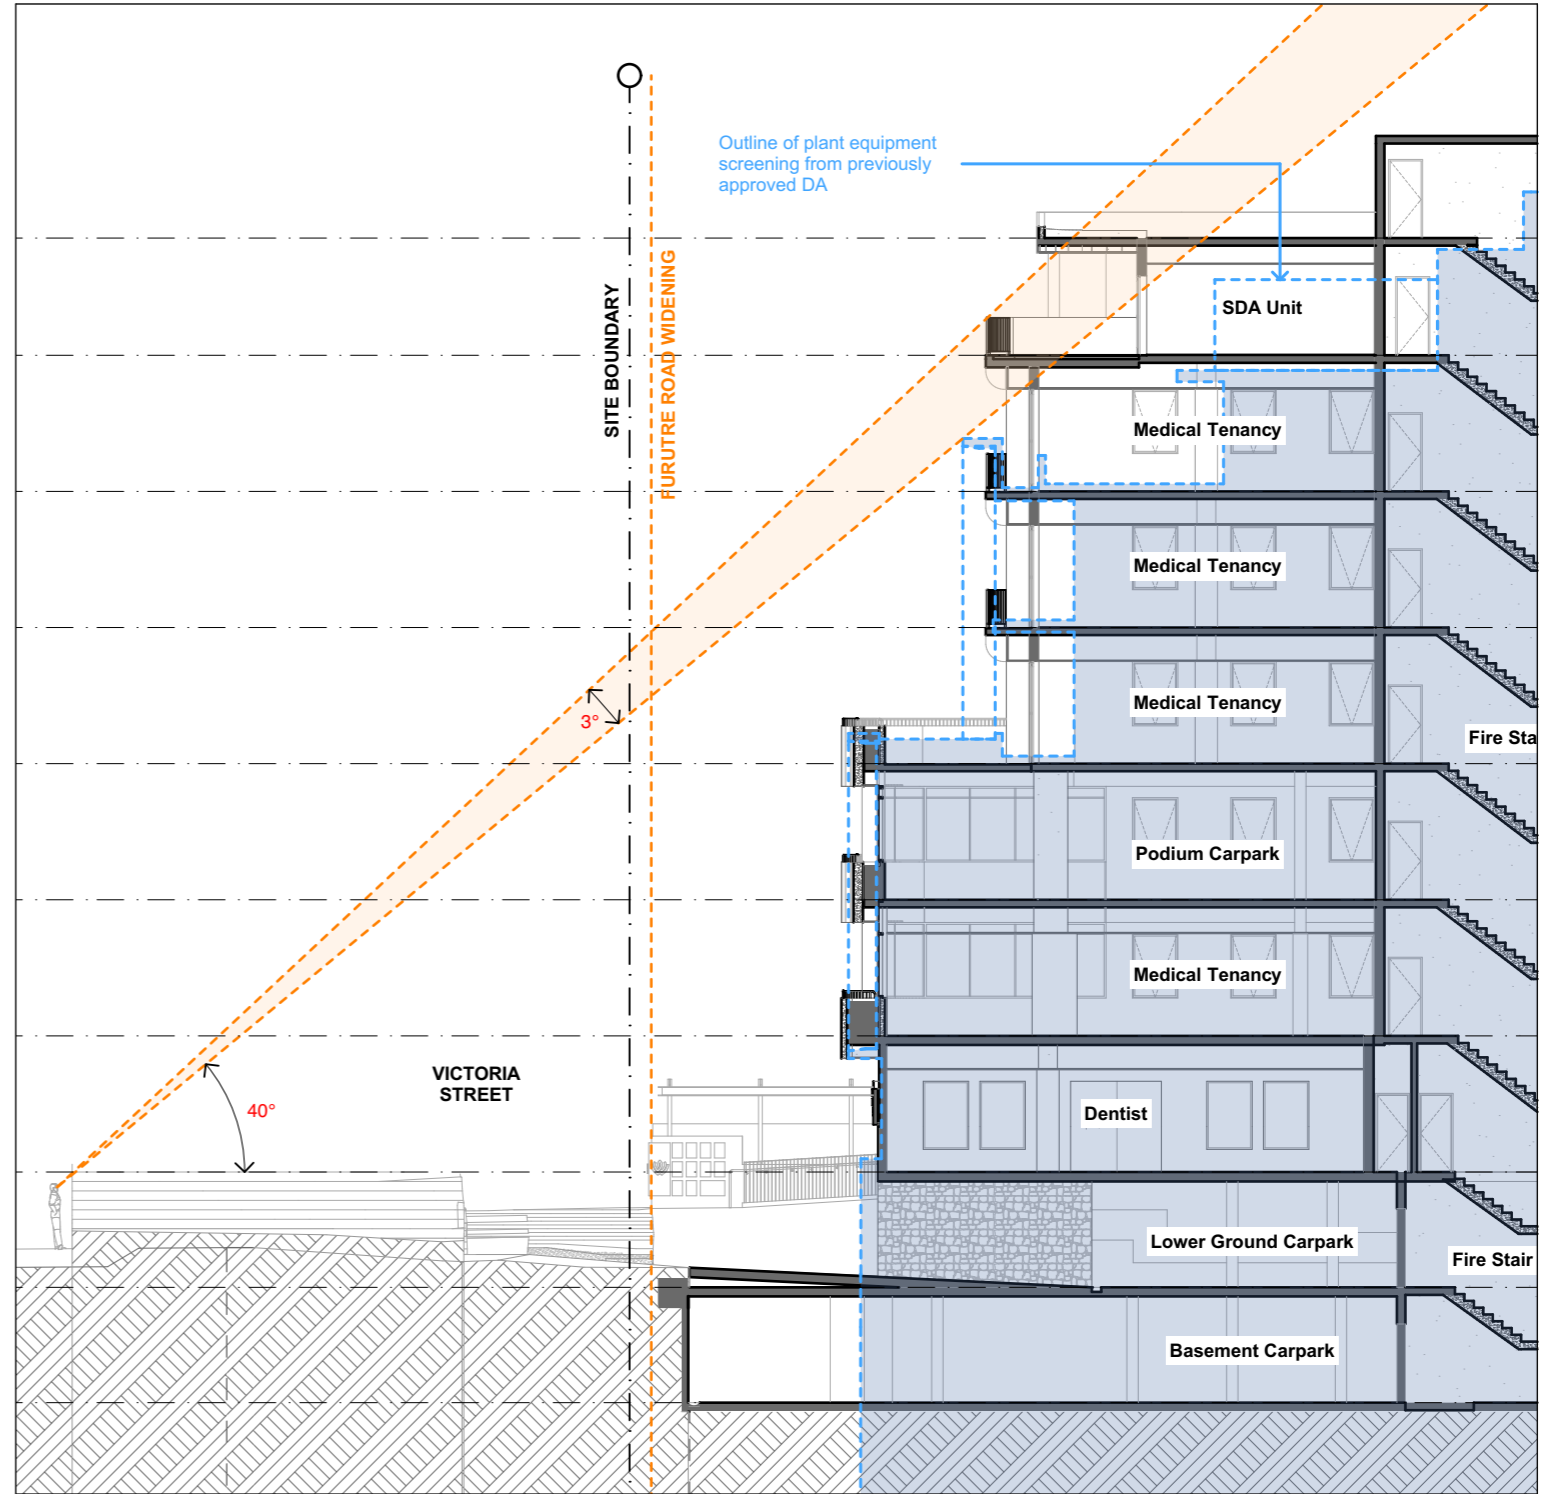 Outline of plant equipment
screening from previously
approved DA
SITE BOUNDARY
FURUTRE ROAD WIDENING
SDA Unit
Medical Tenancy
Medical Tenancy
Medical Tenancy
3°
Fire Sta
Podium Carpark
Medical Tenancy
VICTORIA
STREET
40°
Dentist
Lower Ground Carpark
Fire Stair
Basement Carpark